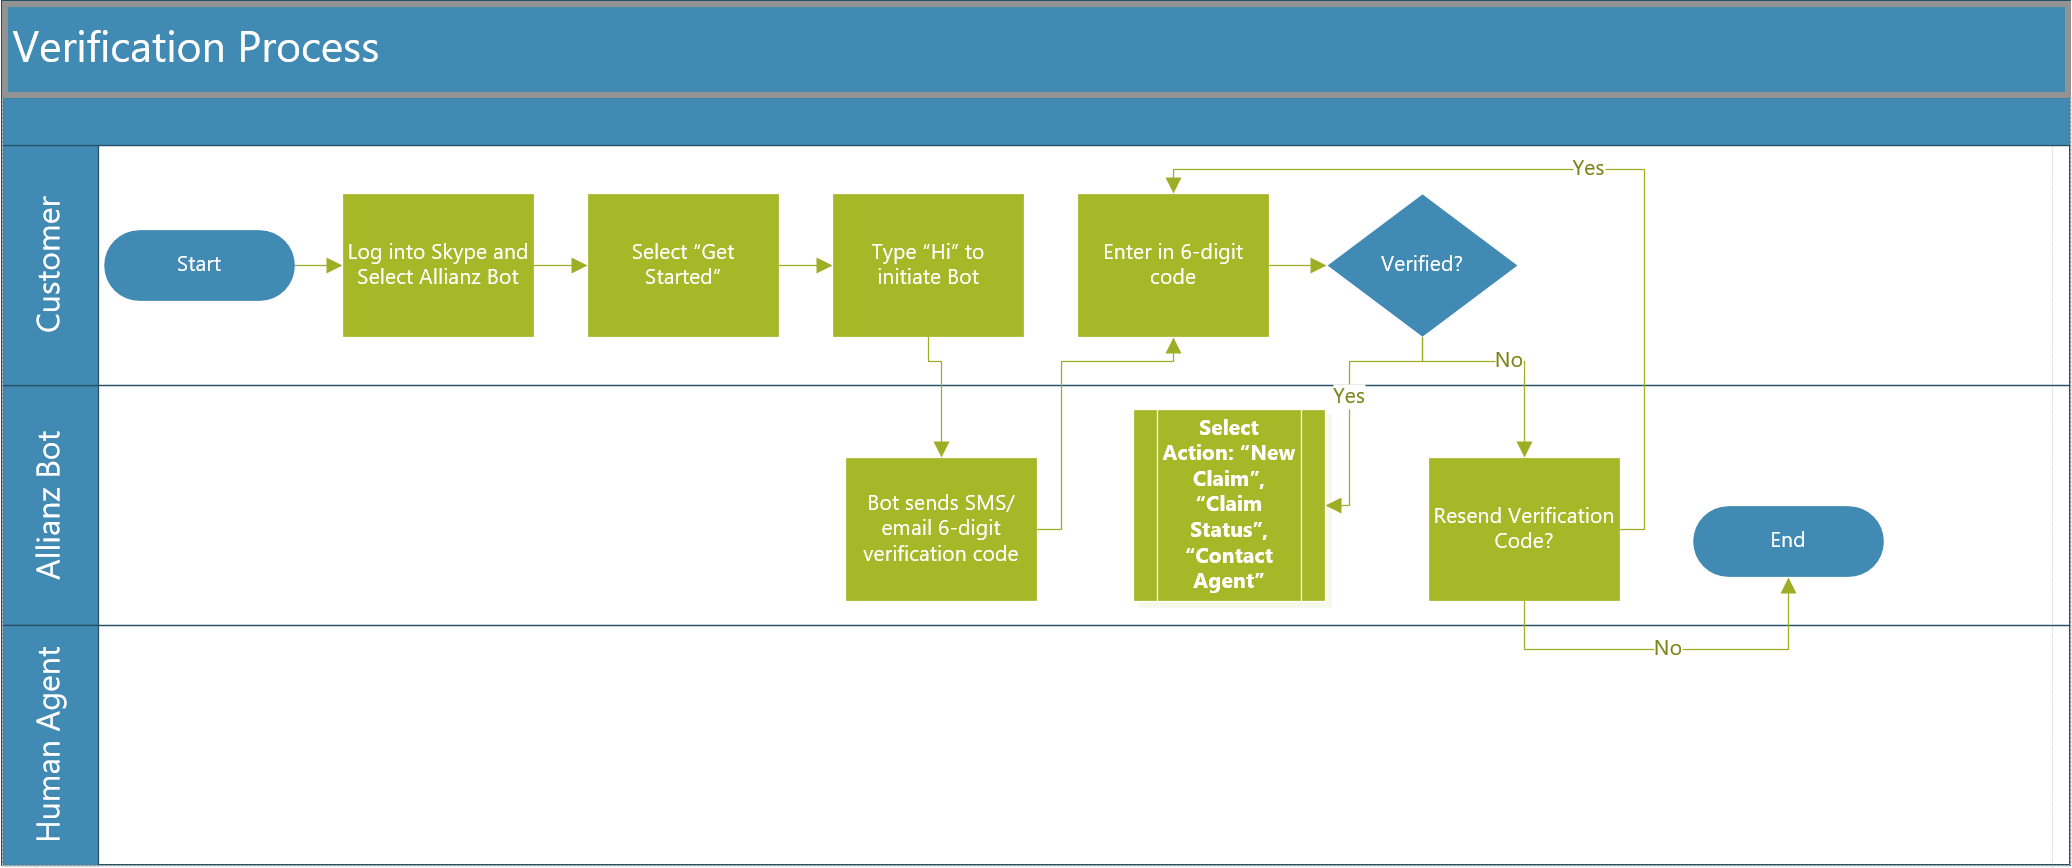 Verification Process
Customer
Start
Log into Skype and
Select Allianz Bot
Select “Get
Started”
Type “Hi” to
initiate Bot
Enter in 6-digit
code
Verified?
Yes
No
Yes
Allianz Bot
Bot sends SMS/
email 6-digit
verification code
Select
Action: “New
Claim”,
“Claim
Status”,
“Contact
Agent”
Resend Verification
Code?
End
No
Human Agent